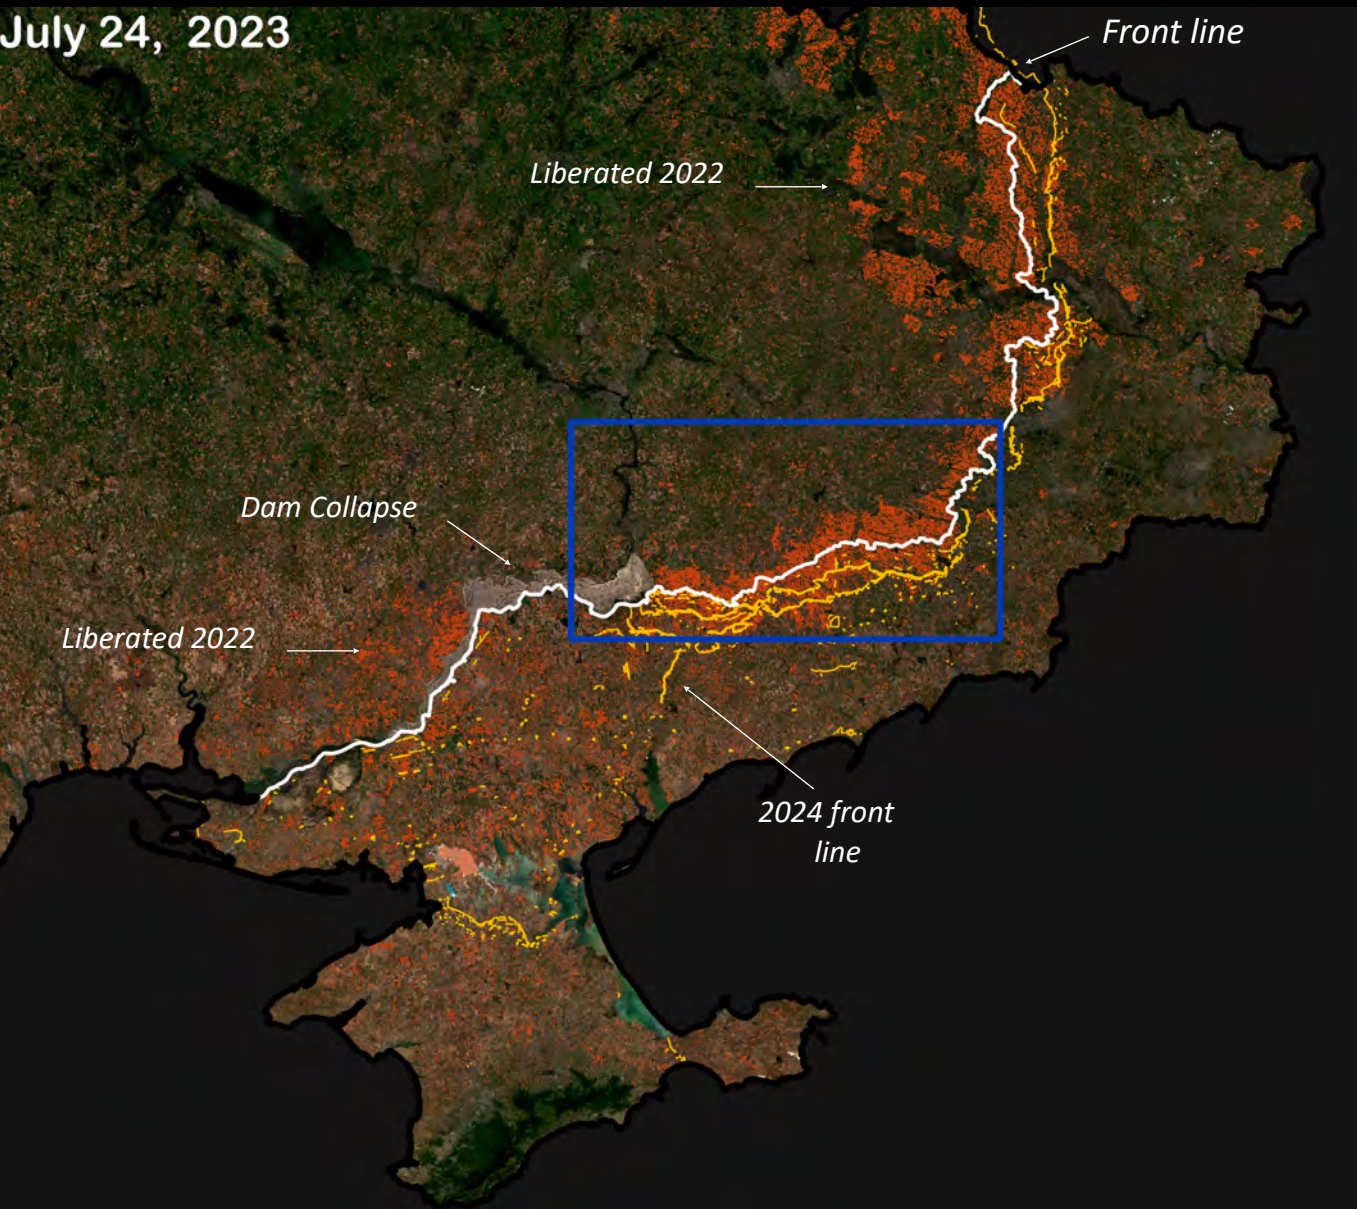 July 24, 2023
Front line
Liberated 2022
Dam Collapse
Liberated 2022
2024 front
line